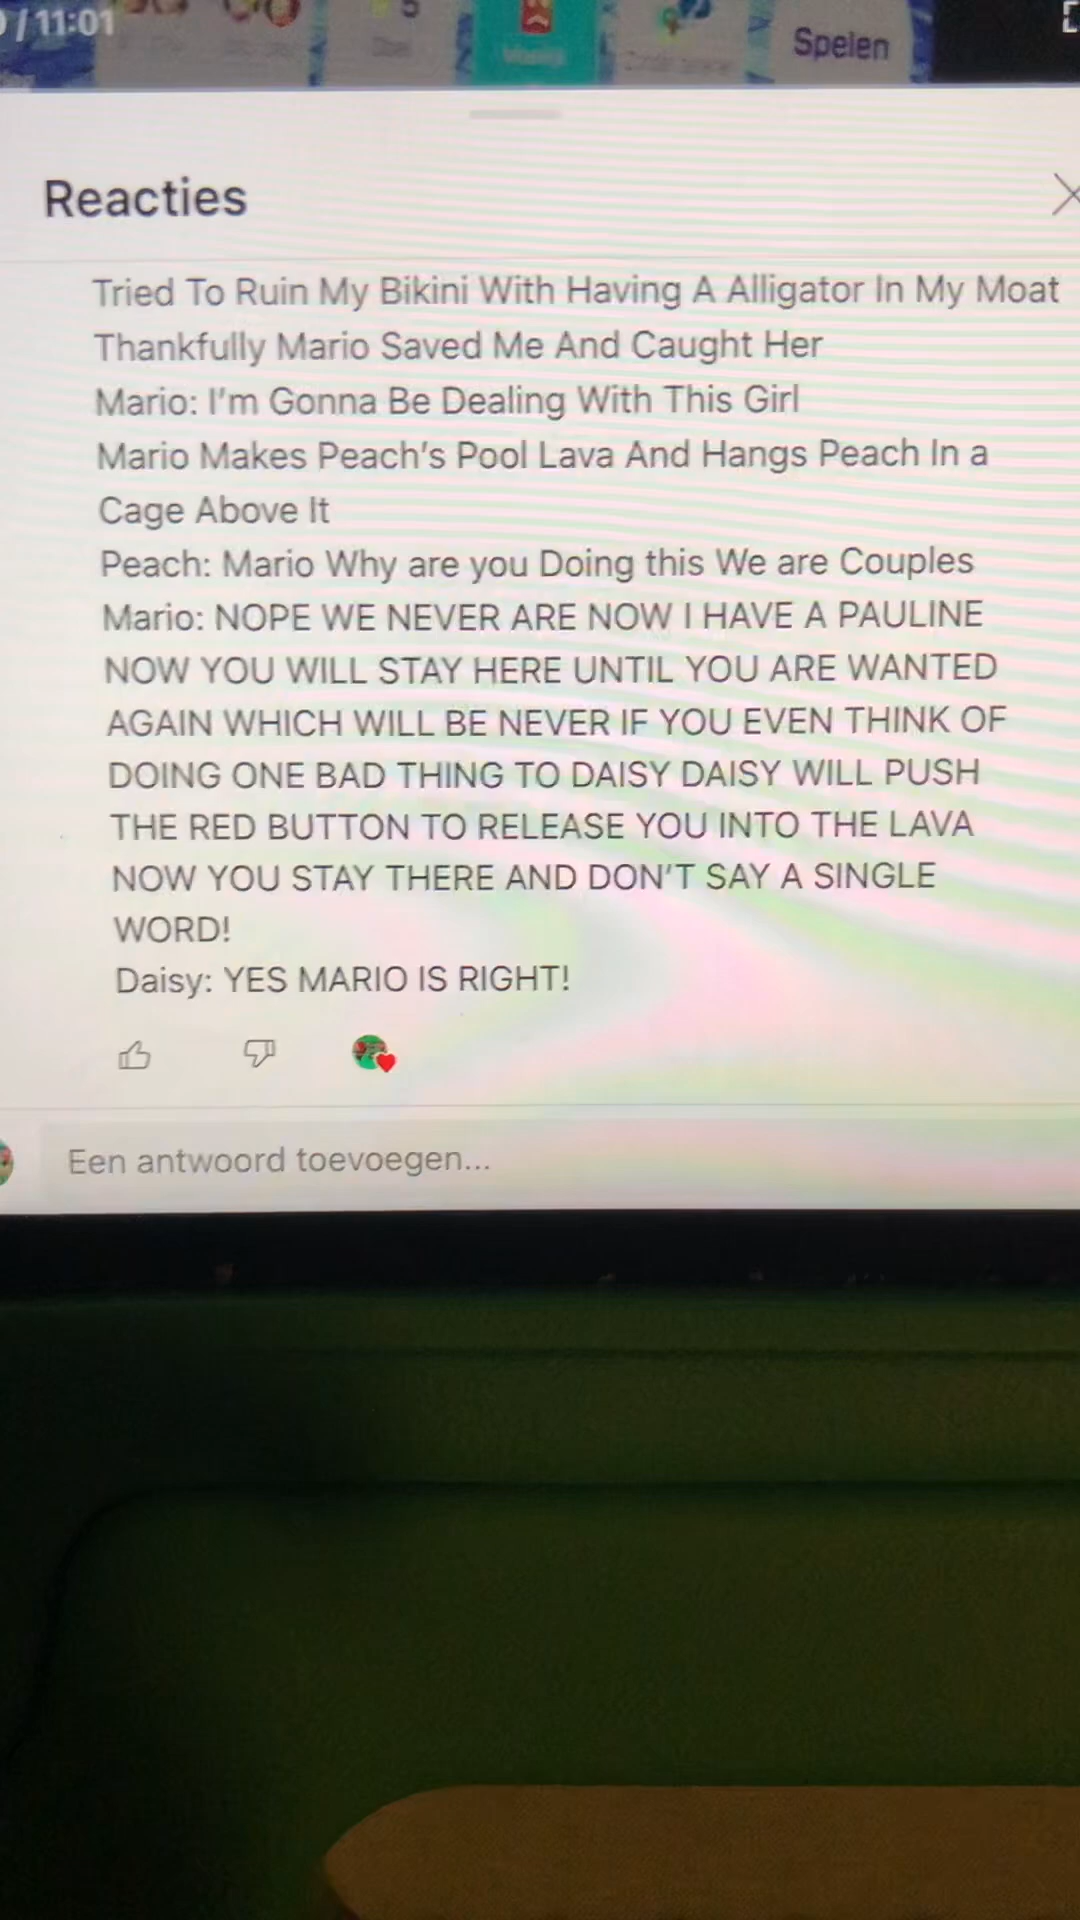 / 11:01
5
Spelen
Reacties
Tried To Ruin My Bikini With Having A Alligator In My Moat
Thankfully Mario Saved Me And Caught Her
Mario: I'm Gonna Be Dealing With This Girl
Mario Makes Peach's Pool Lava And Hangs Peach In a
Cage Above It
Peach: Mario Why are you Doing this We are Couples
Mario: NOPE WE NEVER ARE NOW I HAVE A PAULINE
NOW YOU WILL STAY HERE UNTIL YOU ARE WANTED
AGAIN WHICH WILL BE NEVER IF YOU EVEN THINK OF
DOING ONE BAD THING TO DAISY DAISY WILL PUSH
THE RED BUTTON TO RELEASE YOU INTO THE LAVA
NOW YOU STAY THERE AND DON'T SAY A SINGLE
WORD!
Daisy: YES MARIO IS RIGHT!
Een antwoord toevoegen...